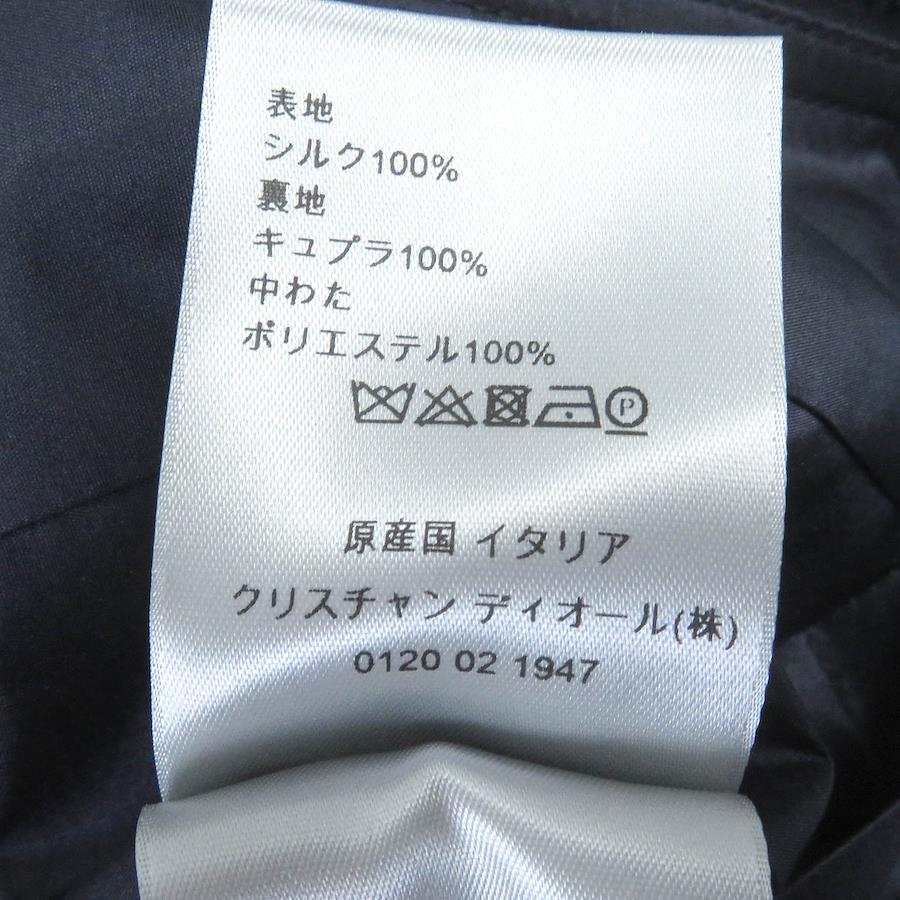 表地
シルク100%
裏地
キュプラ100%
中わた
ポリエステル100%
P
原産国 イタリア
クリスチャン ディオール(株)
0120 02 1947